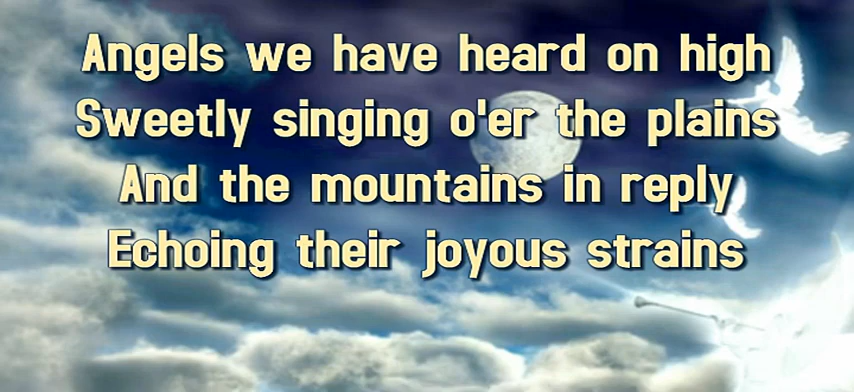 Angels we have heard on high
Sweetly singing o'er the plains
And the mountains in reply
Echoing their joyous strains